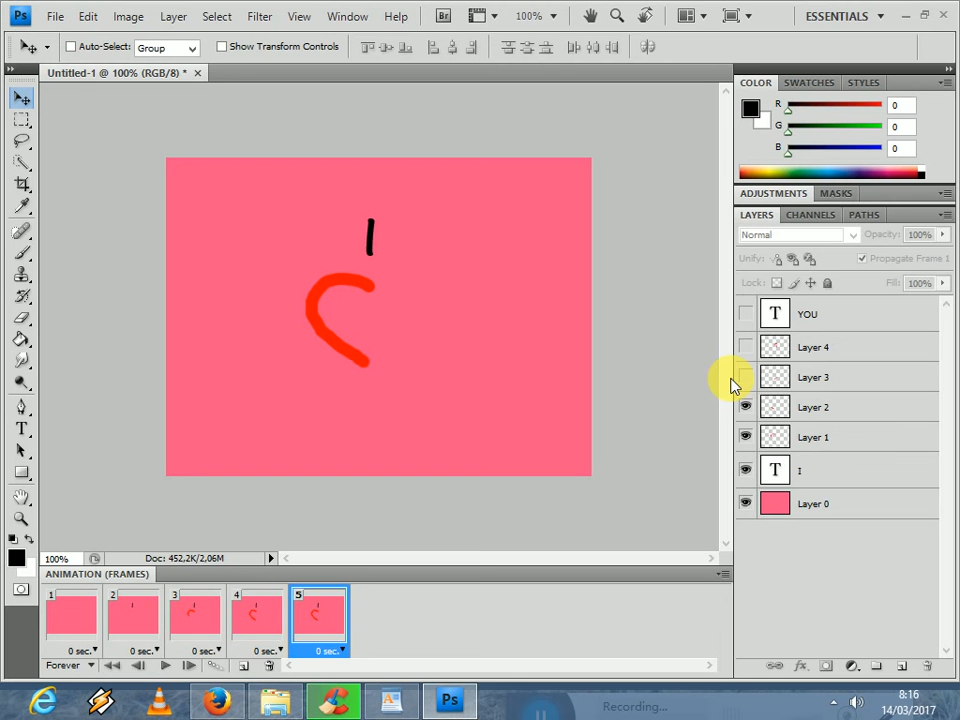 Ps File Edit Image Layer Select Filter View Window Help Br 100% ESSENTIALS
Auto-Select: Group Show Transform Controls
Untitled-1 @ 100% (RGB/8) * ×
COLOR SWATCHES STYLES
R 0
G 0
B 0
ADJUSTMENTS MASKS
LAYERS CHANNELS PATHS
Normal Opacity: 100%
Unify: Propagate Frame 1
Lock: Fill: 100%
T YOU
Layer 4
Layer 3
Layer 2
Layer 1
T I
Layer 0
I
100% Doc: 452,2K/2,06M
ANIMATION (FRAMES)
1 2 3 4 5
0 sec. 0 sec. 0 sec. 0 sec. 0 sec.
Forever
Ps Recording... 8:16
14/03/2017